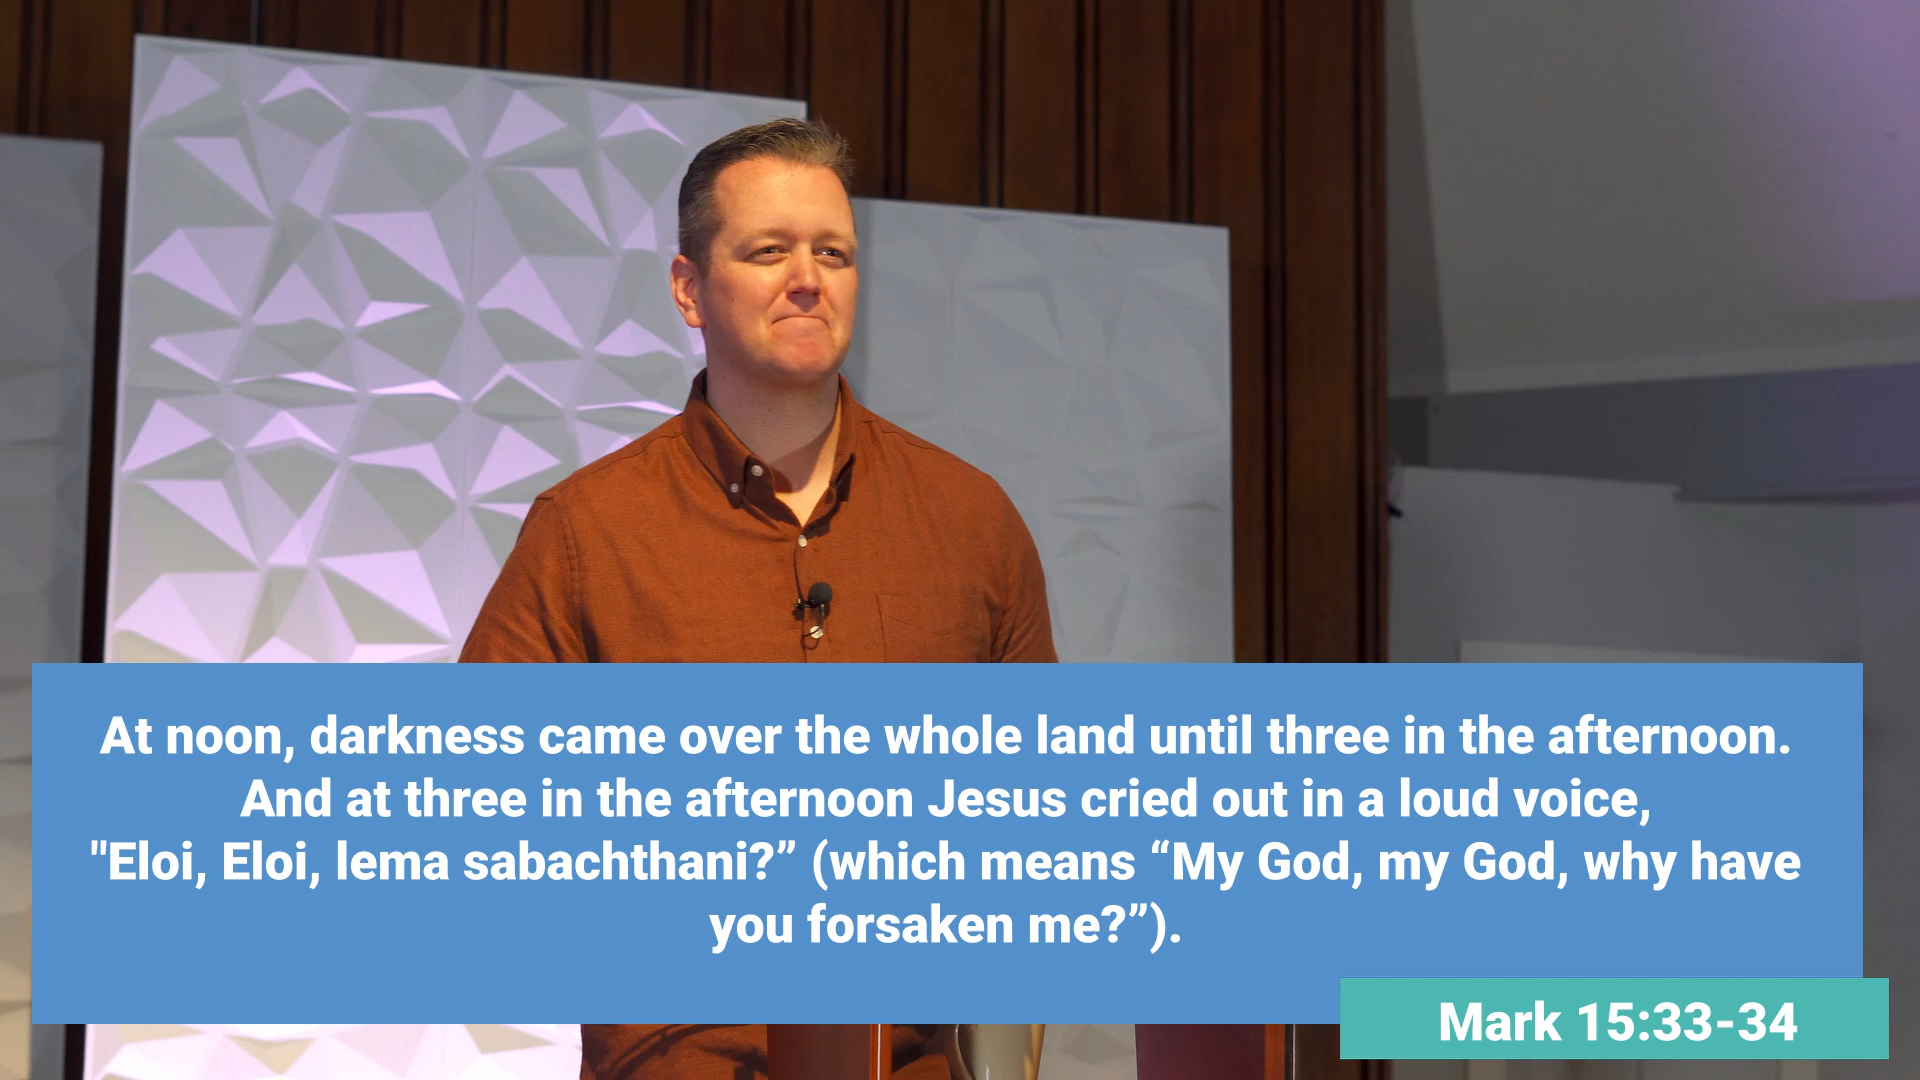 At noon, darkness came over the whole land until three in the afternoon.
And at three in the afternoon Jesus cried out in a loud voice,
"Eloi, Eloi, lema sabachthani?” (which means “My God, my God, why have
you forsaken me?”).
Mark 15:33-34